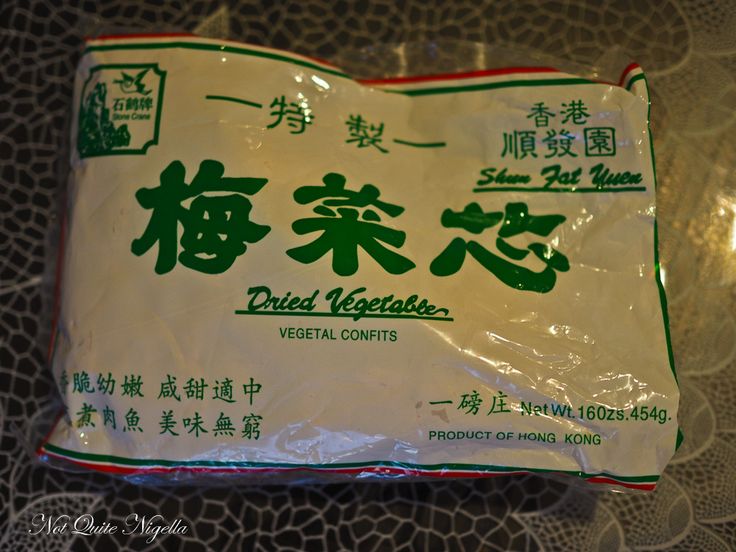 石鶴牌
Stone Crane
一特製一
香港
順發園
Shun Fat Yuen
梅菜芯
Dried Vegetable
VEGETAL CONFITS
香脆幼嫩 咸甜適中
煮肉魚 美味無窮
一磅庄 Net Wt. 16OZS. 454g.
PRODUCT OF HONG KONG
Not Quite Nigella